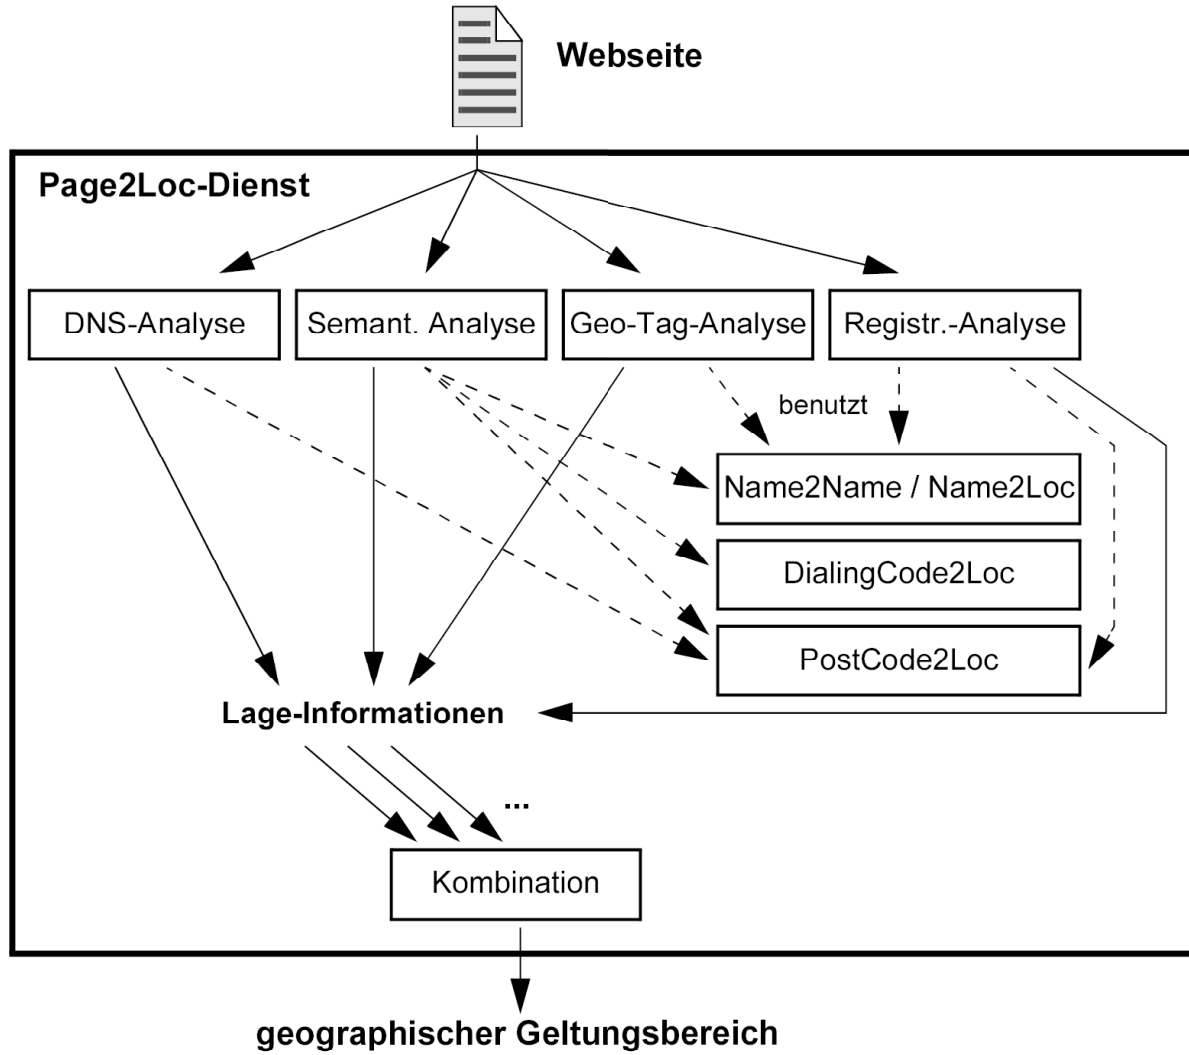 Webseite
Page2Loc-Dienst
DNS-Analyse
Semant. Analyse
Geo-Tag-Analyse
Registr.-Analyse
benutzt
Name2Name / Name2Loc
DialingCode2Loc
PostCode2Loc
Lage-Informationen
...
Kombination
geographischer Geltungsbereich